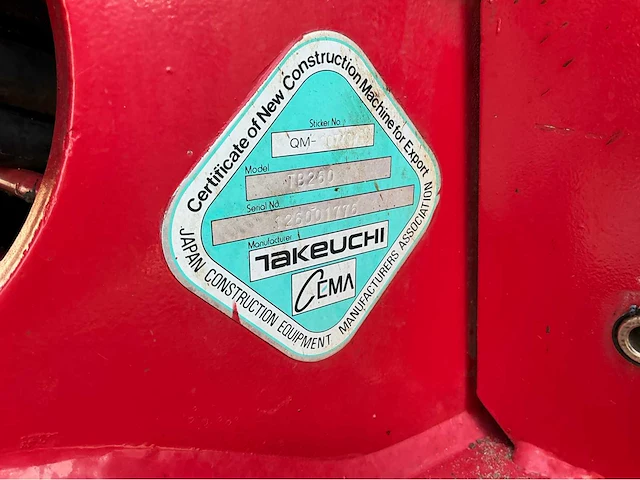 Certificate of New Construction Machine for Export
Sticker No.
QM-
Model
TB260
Serial No.
126001776
Manufacturer
TAKEUCHI
CEMA
JAPAN CONSTRUCTION EQUIPMENT MANUFACTURERS ASSOCIATION